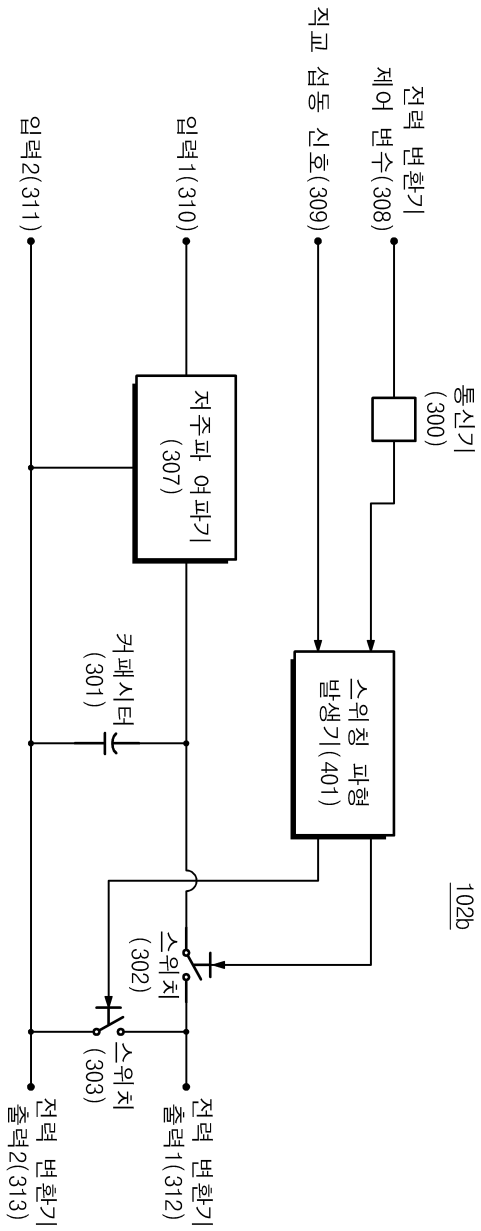 102b
전력 변환기
제어 변수(308)
직교 섭동 신호(309)
통신기
(300)
스위칭 파형
발생기(401)
입력1(310)
저주파 여파기
(307)
스위치
(302)
전력 변환기
출력1(312)
커패시터
(301)
스위치
(303)
입력2(311)
전력 변환기
출력2(313)